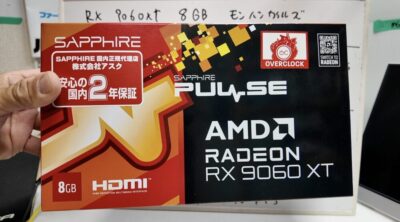 RX 9060XT 8GB モンハンワイルズ
SAPPHIRE
SAPPHIRE 国内正規代理店
株式会社アスク
安心の
国内2年保証
OVERCLOCK
SAPPHIRE
PULSE
AMD
RADEON
RX 9060 XT
8GB
HDMI